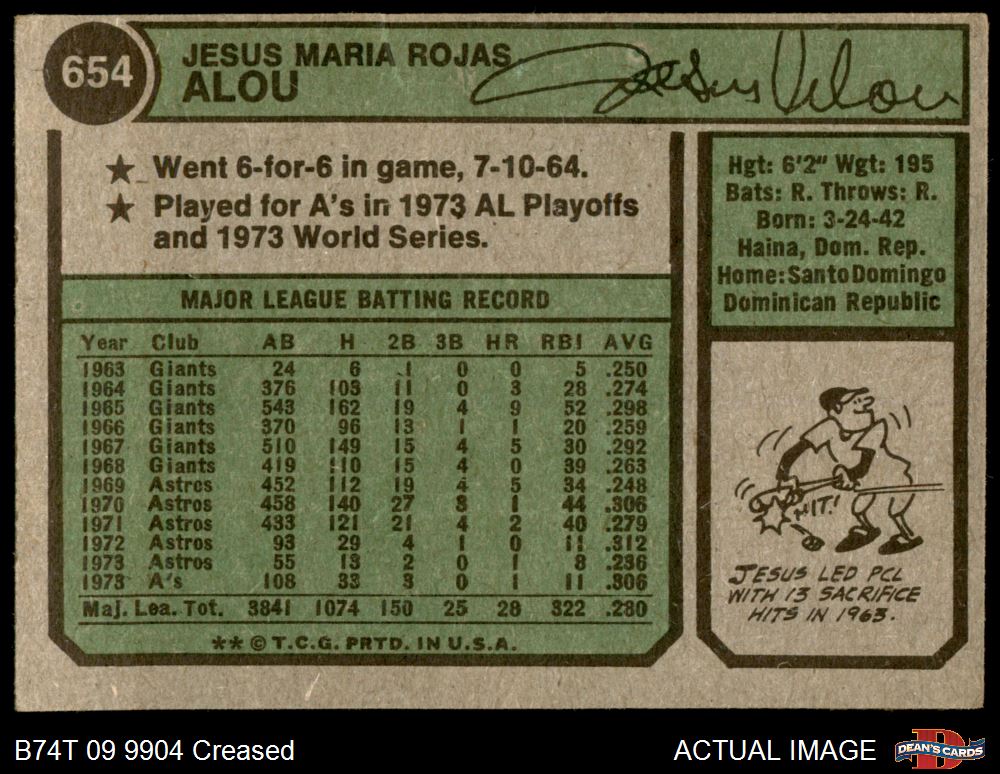 654
JESUS MARIA ROJAS
ALOU
Jesus Alou
★ Went 6-for-6 in game, 7-10-64.
★ Played for A's in 1973 AL Playoffs
and 1973 World Series.
Hgt: 6'2" Wgt: 195
Bats: R. Throws: R.
Born: 3-24-42
Haina, Dom. Rep.
Home: Santo Domingo
Dominican Republic
MAJOR LEAGUE BATTING RECORD
Year Club AB H 2B 3B HR RBI AVG
1963 Giants 24 6 1 0 0 5 .250
1964 Giants 376 103 11 0 3 28 .274
1965 Giants 543 162 19 4 9 52 .298
1966 Giants 370 96 13 1 1 20 .259
1967 Giants 510 149 15 4 5 30 .292
1968 Giants 419 110 15 4 0 39 .263
1969 Astros 452 112 19 4 5 34 .248
1970 Astros 458 140 27 3 1 44 .306
1971 Astros 433 121 21 4 2 40 .279
1972 Astros 93 29 4 1 0 11 .312
1973 Astros 55 13 2 0 1 8 .236
1973 A's 108 33 3 0 1 11 .306
Maj. Lea. Tot. 3841 1074 150 25 28 322 .280
** © T.C.G. PRTD. IN U.S.A.
HIT!
JESUS LED PCL
WITH 13 SACRIFICE
HITS IN 1963.
B74T 09 9904 Creased
ACTUAL IMAGE
DEAN'S CARDS